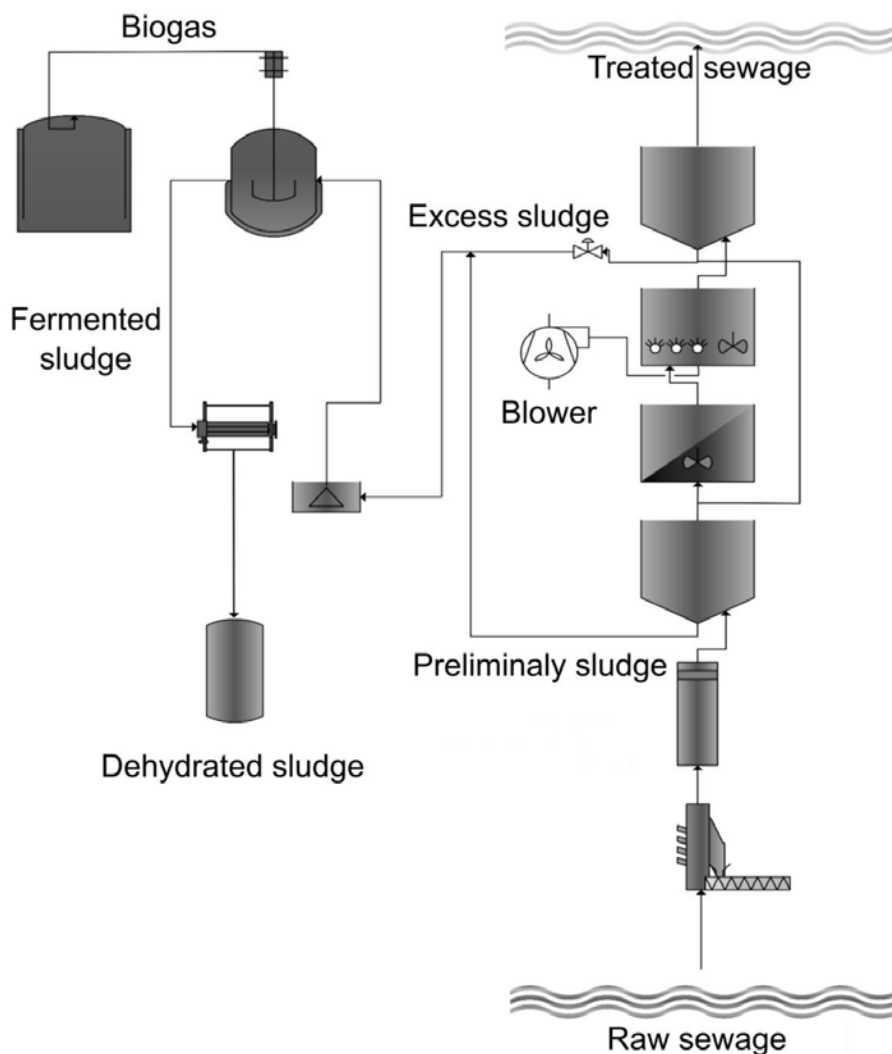 Biogas
Treated sewage
Excess sludge
Fermented
sludge
Blower
Preliminaly sludge
Dehydrated sludge
Raw sewage